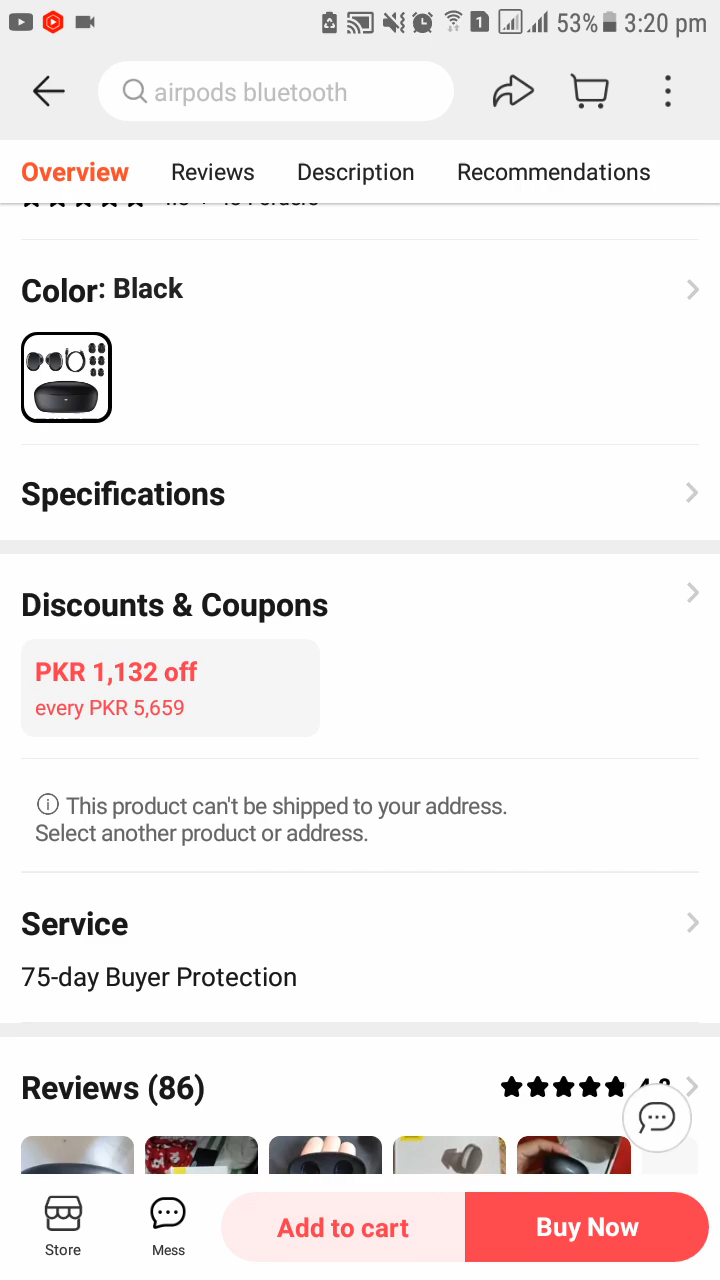 1
53%
3:20 pm
airpods bluetooth
Overview Reviews Description Recommendations
Color: Black
Specifications
Discounts & Coupons
PKR 1,132 off
every PKR 5,659
This product can't be shipped to your address.
Select another product or address.
Service
75-day Buyer Protection
Reviews (86)
Store
Mess
Add to cart
Buy Now